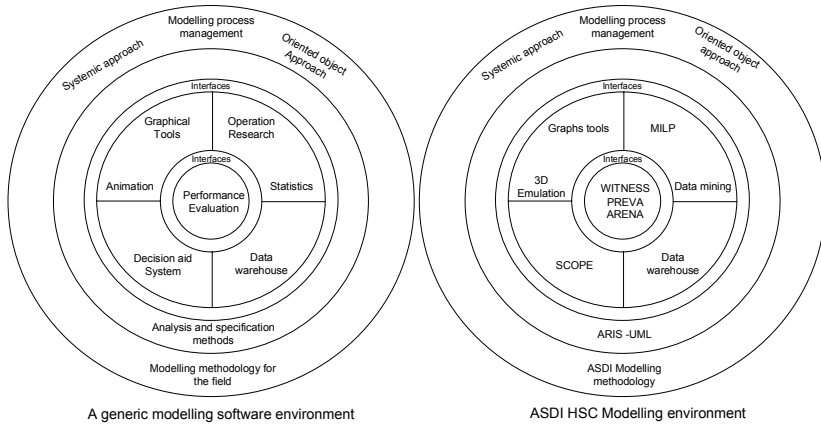 Modelling process
management
Systemic approach
Oriented object
Approach
Interfaces
Graphical
Tools
Operation
Research
Interfaces
Animation
Statistics
Performance
Evaluation
Decision aid
System
Data
warehouse
Analysis and specification
methods
Modelling methodology for
the field
A generic modelling software environment
Modelling process
management
Systemic approach
Oriented object
approach
Interfaces
Graphs tools
MILP
Interfaces
3D
Emulation
Data mining
WITNESS
PREVA
ARENA
SCOPE
Data
warehouse
ARIS -UML
ASDI Modelling
methodology
ASDI HSC Modelling environment